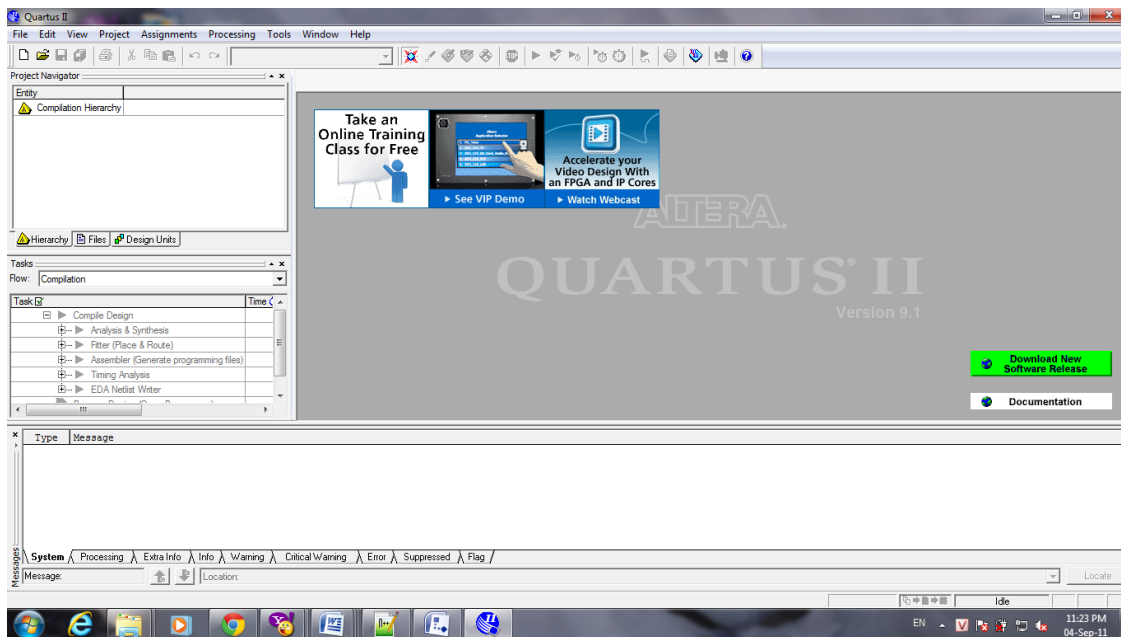 Quartus II
File Edit View Project Assignments Processing Tools Window Help
Project Navigator
Entity
Compilation Hierarchy
Hierarchy Files Design Units
Tasks
Flow: Compilation
Task Time
Compile Design
Analysis & Synthesis
Fitter (Place & Route)
Assembler (Generate programming files)
Timing Analysis
EDA Netlist Writer
Take an
Online Training
Class for Free
See VIP Demo
Accelerate your
Video Design With
an FPGA and IP Cores
Watch Webcast
ALTERA.
QUARTUS® II
Version 9.1
Download New
Software Release
Documentation
Type Message
Messages
System Processing Extra Info Info Warning Critical Warning Error Suppressed Flag
Message: Location: Locate
Idle
EN
11:23 PM
04-Sep-11